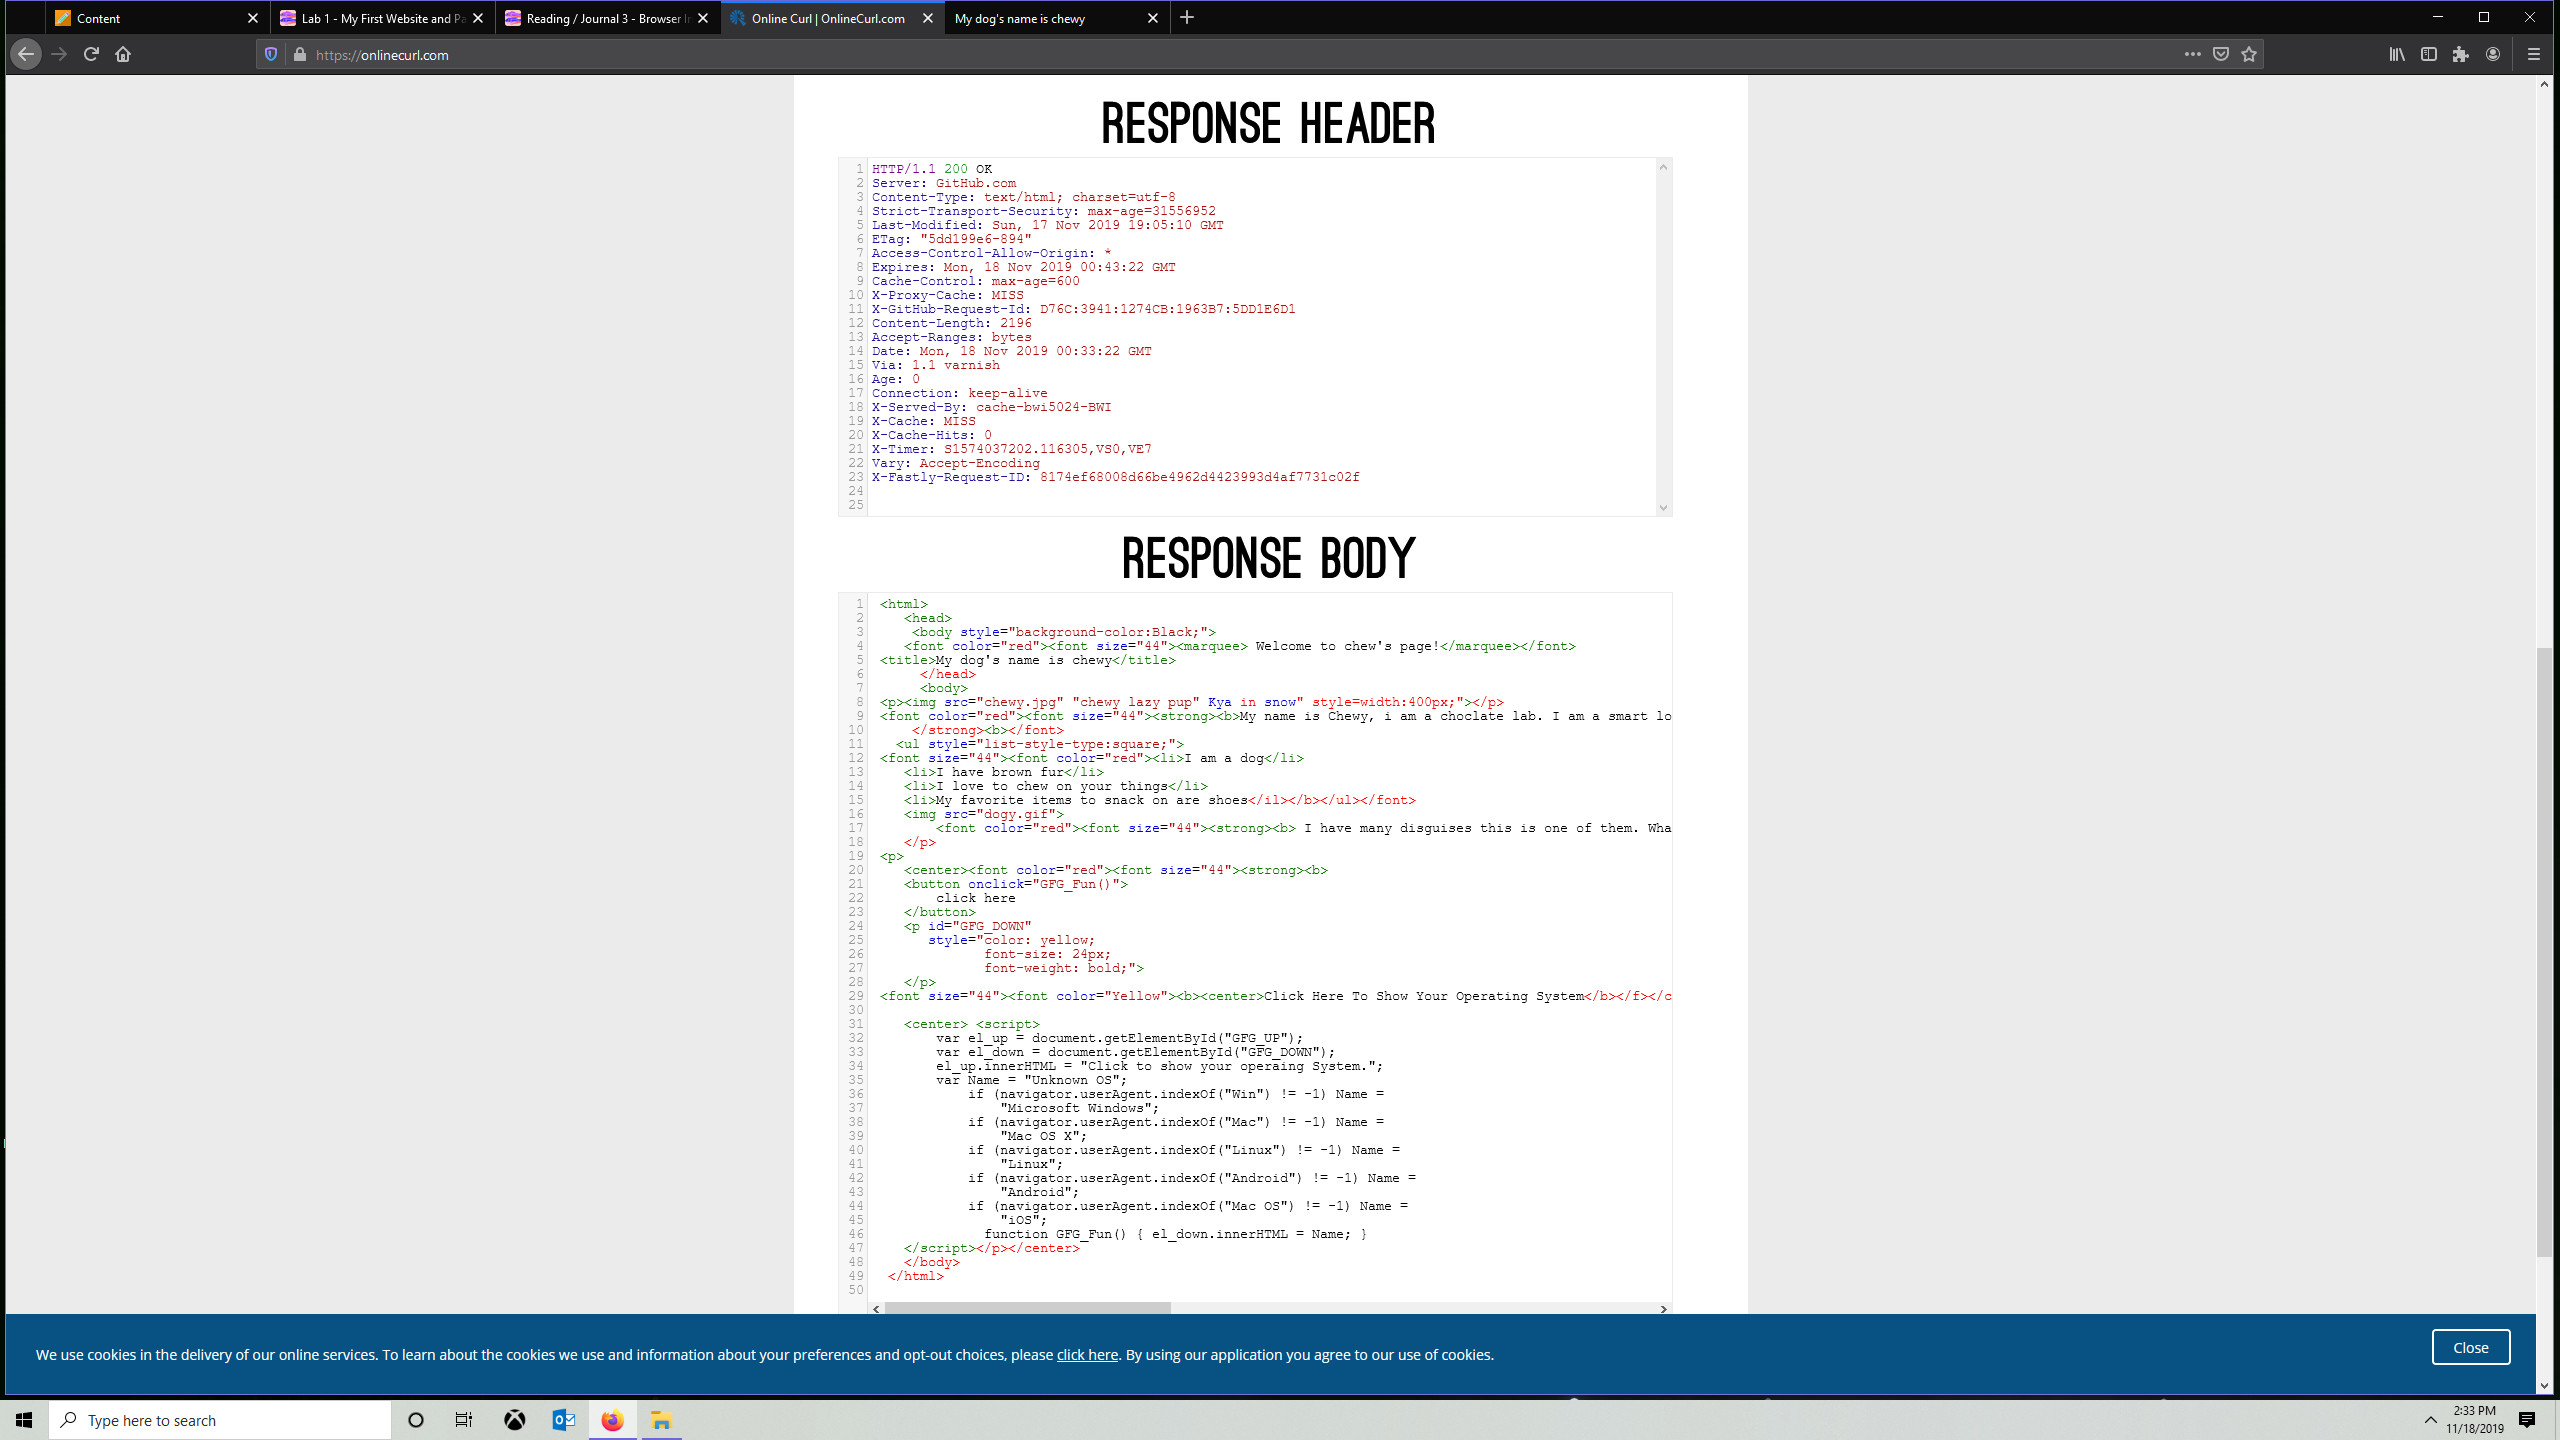 Content
Lab 1 - My First Website and Pa
Reading / Journal 3 - Browser In
Online Curl | OnlineCurl.com
My dog's name is chewy
https://onlinecurl.com
RESPONSE HEADER
1 HTTP/1.1 200 OK
2 Server: GitHub.com
3 Content-Type: text/html; charset=utf-8
4 Strict-Transport-Security: max-age=31556952
5 Last-Modified: Sun, 17 Nov 2019 19:05:10 GMT
6 ETag: "5dd199e6-894"
7 Access-Control-Allow-Origin: *
8 Expires: Mon, 18 Nov 2019 00:43:22 GMT
9 Cache-Control: max-age=600
10 X-Proxy-Cache: MISS
11 X-GitHub-Request-Id: D76C:3941:1274CB:1963B7:5DD1E6D1
12 Content-Length: 2196
13 Accept-Ranges: bytes
14 Date: Mon, 18 Nov 2019 00:33:22 GMT
15 Via: 1.1 varnish
16 Age: 0
17 Connection: keep-alive
18 X-Served-By: cache-bwi5024-BWI
19 X-Cache: MISS
20 X-Cache-Hits: 0
21 X-Timer: S1574037202.116305,VS0,VE7
22 Vary: Accept-Encoding
23 X-Fastly-Request-ID: 8174ef68008d66be4962d4423993d4af7731c02f
24
25
RESPONSE BODY
1 <html>
2 <head>
3 <body style="background-color:Black;">
4 <font color="red"><font size="44"><marquee> Welcome to chew's page!</marquee></font>
5 <title>My dog's name is chewy</title>
6 </head>
7 <body>
8 <p><img src="chewy.jpg" "chewy lazy pup" Kya in snow" style=width:400px;"></p>
9 <font color="red"><font size="44"><strong><b>My name is Chewy, i am a choclate lab. I am a smart lo
10 </strong><b></font>
11 <ul style="list-style-type:square;">
12 <font size="44"><font color="red"><li>I am a dog</li>
13 <li>I have brown fur</li>
14 <li>I love to chew on your things</li>
15 <li>My favorite items to snack on are shoes</il></b></ul></font>
16 <img src="dogy.gif">
17 <font color="red"><font size="44"><strong><b> I have many disguises this is one of them. Wha
18 </p>
19 <p>
20 <center><font color="red"><font size="44"><strong><b>
21 <button onclick="GFG_Fun()">
22 click here
23 </button>
24 <p id="GFG_DOWN"
25 style="color: yellow;
26 font-size: 24px;
27 font-weight: bold;">
28 </p>
29 <font size="44"><font color="Yellow"><b><center>Click Here To Show Your Operating System</b></f></c
30
31 <center> <script>
32 var el_up = document.getElementById("GFG_UP");
33 var el_down = document.getElementById("GFG_DOWN");
34 el_up.innerHTML = "Click to show your operaing System.";
35 var Name = "Unknown OS";
36 if (navigator.userAgent.indexOf("Win") != -1) Name =
37 "Microsoft Windows";
38 if (navigator.userAgent.indexOf("Mac") != -1) Name =
39 "Mac OS X";
40 if (navigator.userAgent.indexOf("Linux") != -1) Name =
41 "Linux";
42 if (navigator.userAgent.indexOf("Android") != -1) Name =
43 "Android";
44 if (navigator.userAgent.indexOf("Mac OS") != -1) Name =
45 "iOS";
46 function GFG_Fun() { el_down.innerHTML = Name; }
47 </script></p></center>
48 </body>
49 </html>
50
We use cookies in the delivery of our online services. To learn about the cookies we use and information about your preferences and opt-out choices, please click here. By using our application you agree to our use of cookies.
Close
Type here to search
2:33 PM
11/18/2019